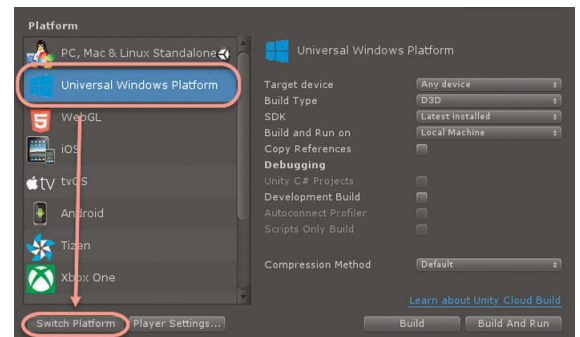 Platform
PC, Mac & Linux Standalone
Universal Windows Platform
WebGL
iOS
tvOS
Android
Tizen
Xbox One
Switch Platform
Player Settings...
Universal Windows Platform
Target device Any device
Build Type D3D
SDK Latest installed
Build and Run on Local Machine
Copy References
Debugging
Unity C# Projects
Development Build
Autoconnect Profiler
Scripts Only Build
Compression Method Default
Learn about Unity Cloud Build
Build
Build And Run